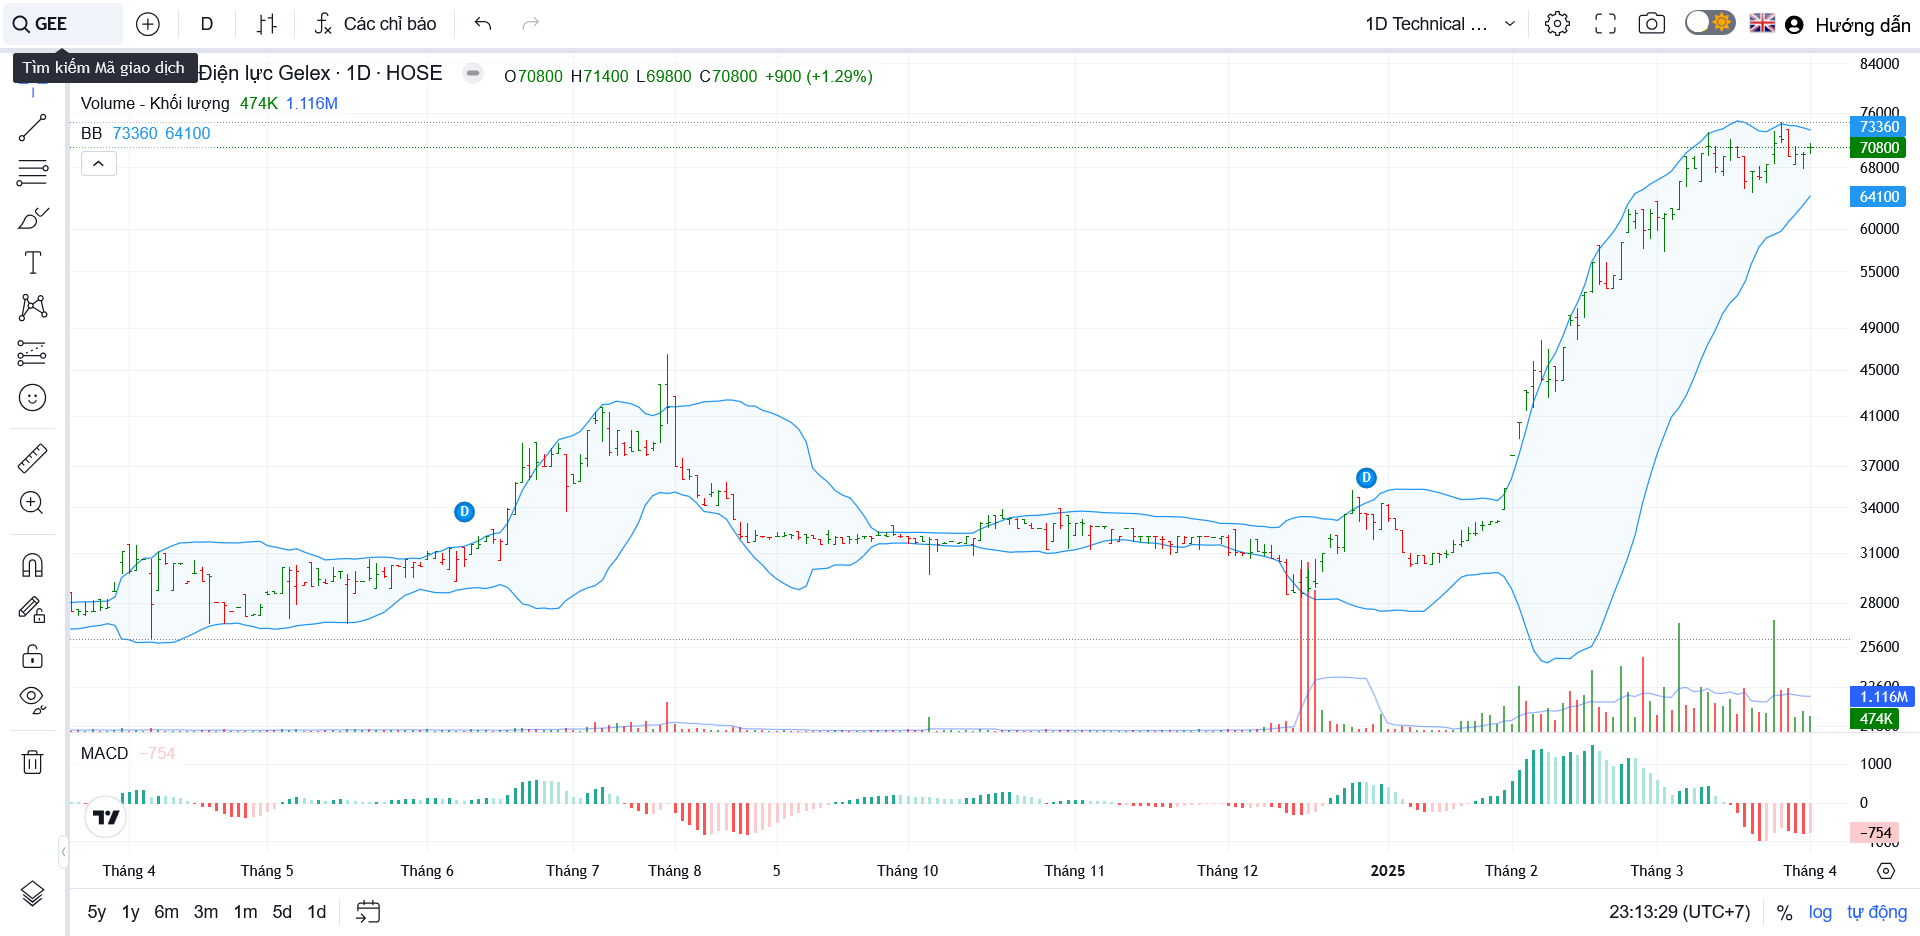 GEE
D
Các chỉ báo
1D Technical ...
Hướng dẫn
Tìm kiếm Mã giao dịch
Điện lực Gelex · 1D · HOSE
O70800 H71400 L69800 C70800 +900 (+1.29%)
Volume - Khối lượng 474K 1.116M
BB 73360 64100
84000
76000
73360
70800
68000
64100
60000
55000
49000
45000
41000
37000
34000
31000
28000
25600
1.116M
474K
D
D
MACD −754
1000
0
−754
Tháng 4
Tháng 5
Tháng 6
Tháng 7
Tháng 8
5
Tháng 10
Tháng 11
Tháng 12
2025
Tháng 2
Tháng 3
Tháng 4
5y 1y 6m 3m 1m 5d 1d
23:13:29 (UTC+7)
% log tự động